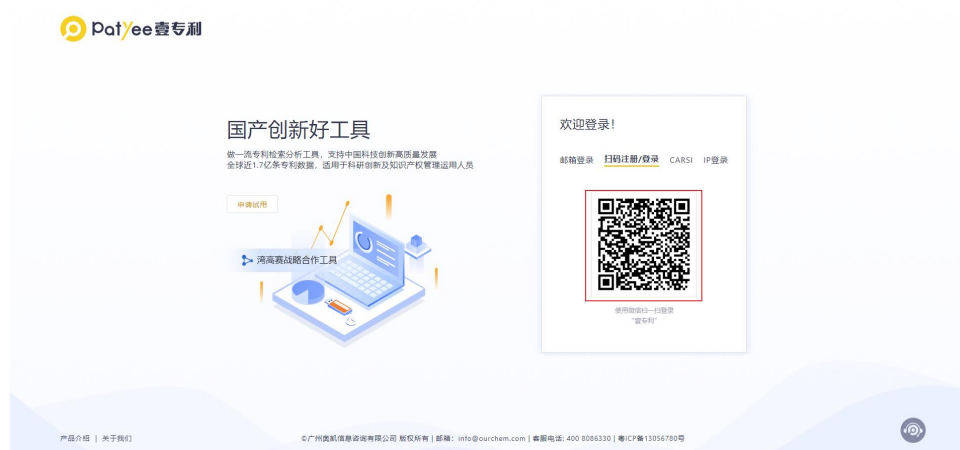 Patyee壹专利
国产创新好工具
做一流专利检索分析工具，支持中国科技创新高质量发展
全球近1.7亿条专利数据，适用于科研创新及知识产权管理运用人员
申请试用
湾高赛战略合作工具
欢迎登录！
邮箱登录 扫码注册/登录 CARSI IP登录
使用微信扫一扫登录
“壹专利”
产品介绍 | 关于我们
©广州奥凯信息咨询有限公司 版权所有 | 邮箱：info@ourchem.com | 客服电话: 400 8086330 | 粤ICP备13056780号